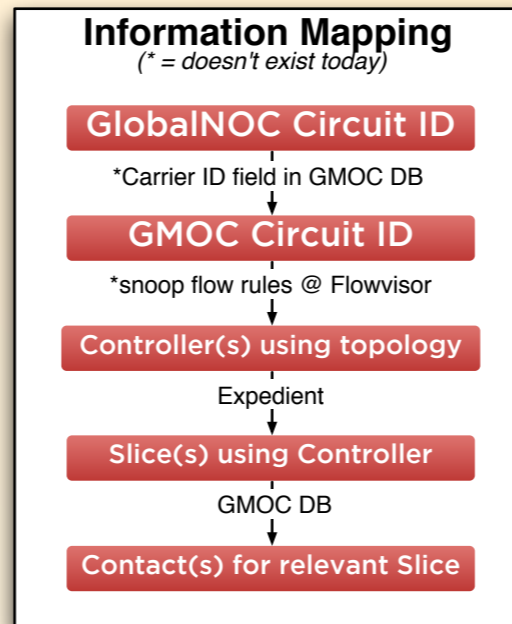 Information Mapping
(* = doesn't exist today)
GlobalNOC Circuit ID
*Carrier ID field in GMOC DB
GMOC Circuit ID
*snoop flow rules @ Flowvisor
Controller(s) using topology
Expedient
Slice(s) using Controller
GMOC DB
Contact(s) for relevant Slice